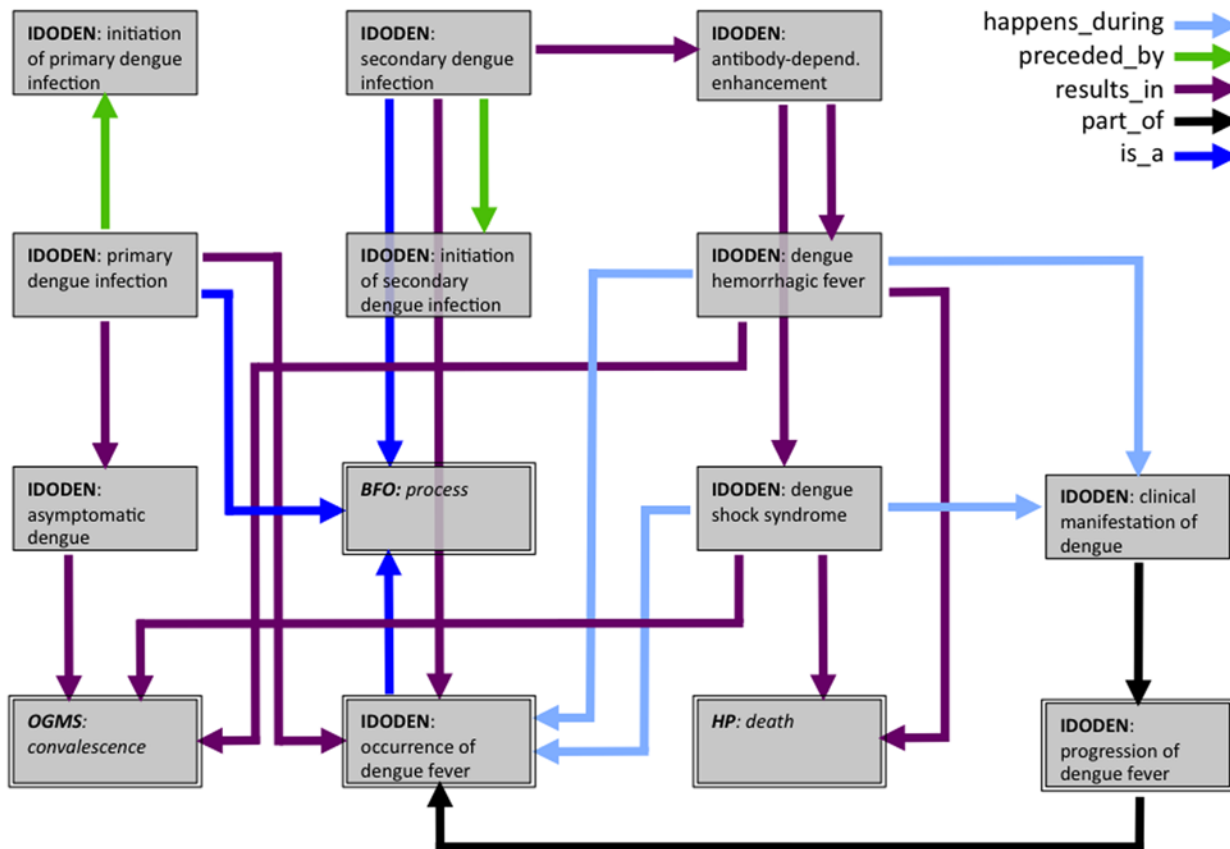 IDODEN: initiation
of primary dengue
infection
IDODEN:
secondary dengue
infection
IDODEN:
antibody-depend.
enhancement
happens_during
preceded_by
results_in
part_of
is_a
IDODEN: primary
dengue infection
IDODEN: initiation
of secondary
dengue infection
IDODEN: dengue
hemorrhagic fever
IDODEN:
asymptomatic
dengue
BFO: process
IDODEN: dengue
shock syndrome
IDODEN: clinical
manifestation of
dengue
OGMS:
convalescence
IDODEN:
occurrence of
dengue fever
HP: death
IDODEN:
progression of
dengue fever